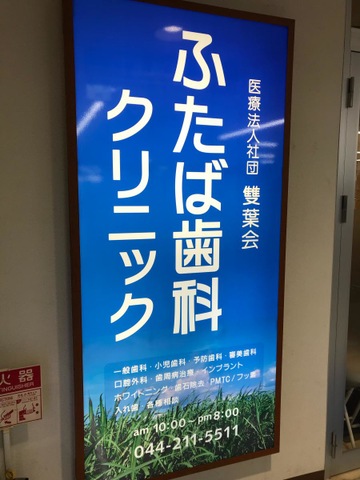 医療法人社団 雙葉会
ふたば歯科
クリニック
一般歯科・小児歯科・予防歯科・審美歯科
口腔外科・歯周病治療・インプラント
ホワイトニング・歯石除去・PMTC/フッ素
入れ歯・各種相談
am 10:00〜pm 8:00
044-211-5511
火器